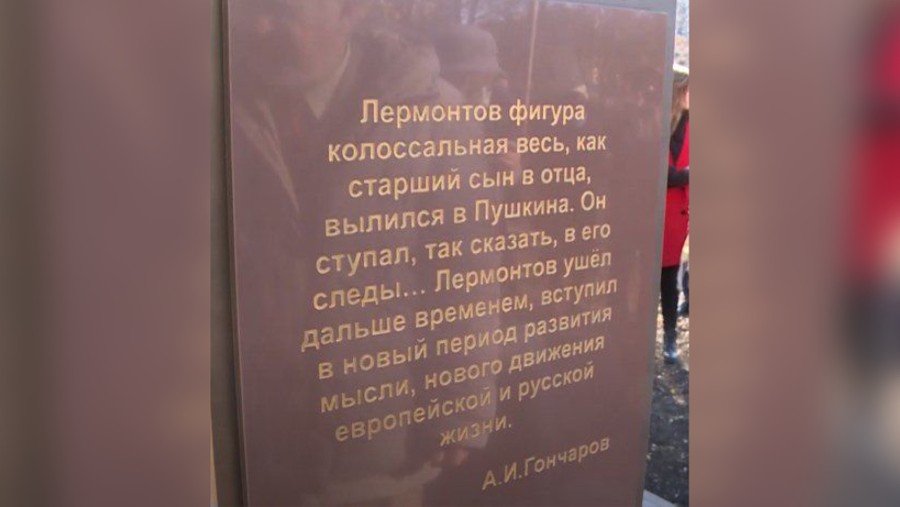 Лермонтов фигура
колоссальная весь, как
старший сын в отца,
вылился в Пушкина. Он
ступал, так сказать, в его
следы... Лермонтов ушёл
дальше временем, вступил
в новый период развития
мысли, нового движения
европейской и русской
жизни.
А.И.Гончаров